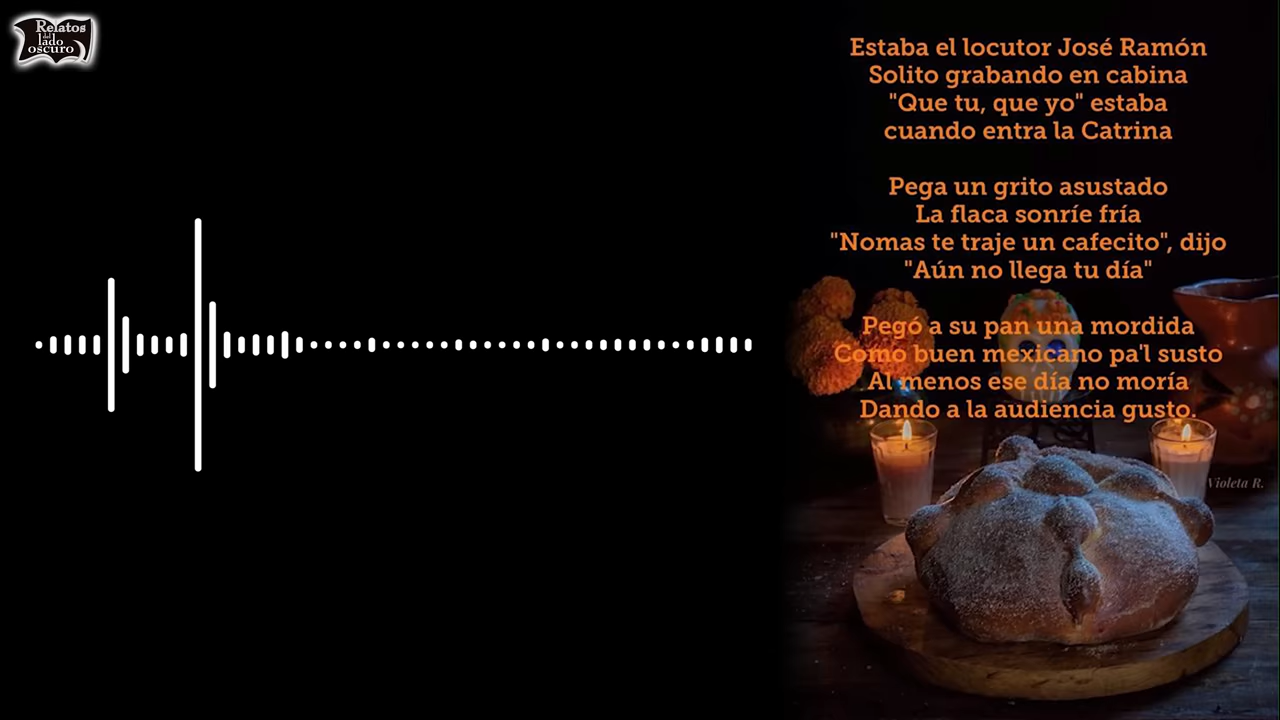 Relatos
del
lado
oscuro
Estaba el locutor José Ramón
Solito grabando en cabina
"Que tu, que yo" estaba
cuando entra la Catrina
Pega un grito asustado
La flaca sonríe fría
"Nomas te traje un cafecito", dijo
"Aún no llega tu día"
Pegó a su pan una mordida
Como buen mexicano pa'l susto
Al menos ese día no moría
Dando a la audiencia gusto.
Violeta R.